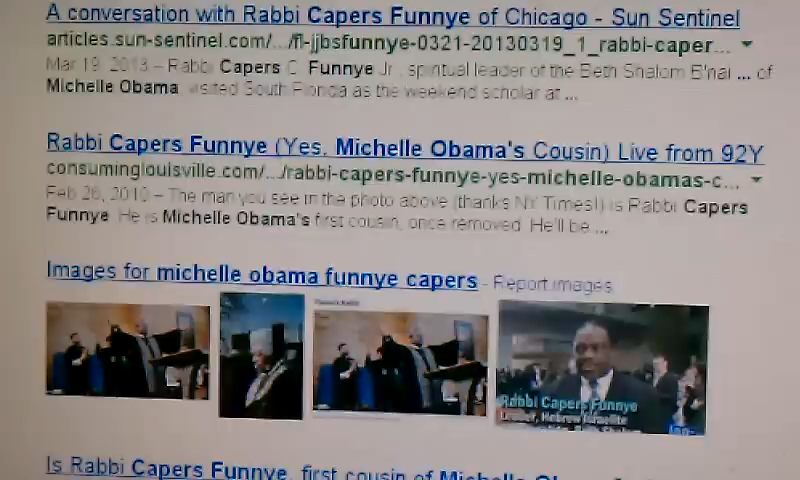 A conversation with Rabbi Capers Funnye of Chicago - Sun Sentinel
articles.sun-sentinel.com/.../fl-jjbsfunnye-0321-20130319_1_rabbi-caper...
Mar 19, 2013 – Rabbi Capers C. Funnye Jr., spiritual leader of the Beth Shalom B'nai ... of
Michelle Obama, visited South Florida as the weekend scholar at ...
Rabbi Capers Funnye (Yes, Michelle Obama's Cousin) Live from 92Y
consuminglouisville.com/.../rabbi-capers-funnye-yes-michelle-obamas-c...
Feb 26, 2010 – The man you see in the photo above (thanks NY Times!) is Rabbi Capers
Funnye. He is Michelle Obama's first cousin, once removed. He'll be ...
Images for michelle obama funnye capers - Report images
Rabbi Capers Funnye
Leader, Hebrew Israelite
Is Rabbi Capers Funnye, first cousin of Michelle